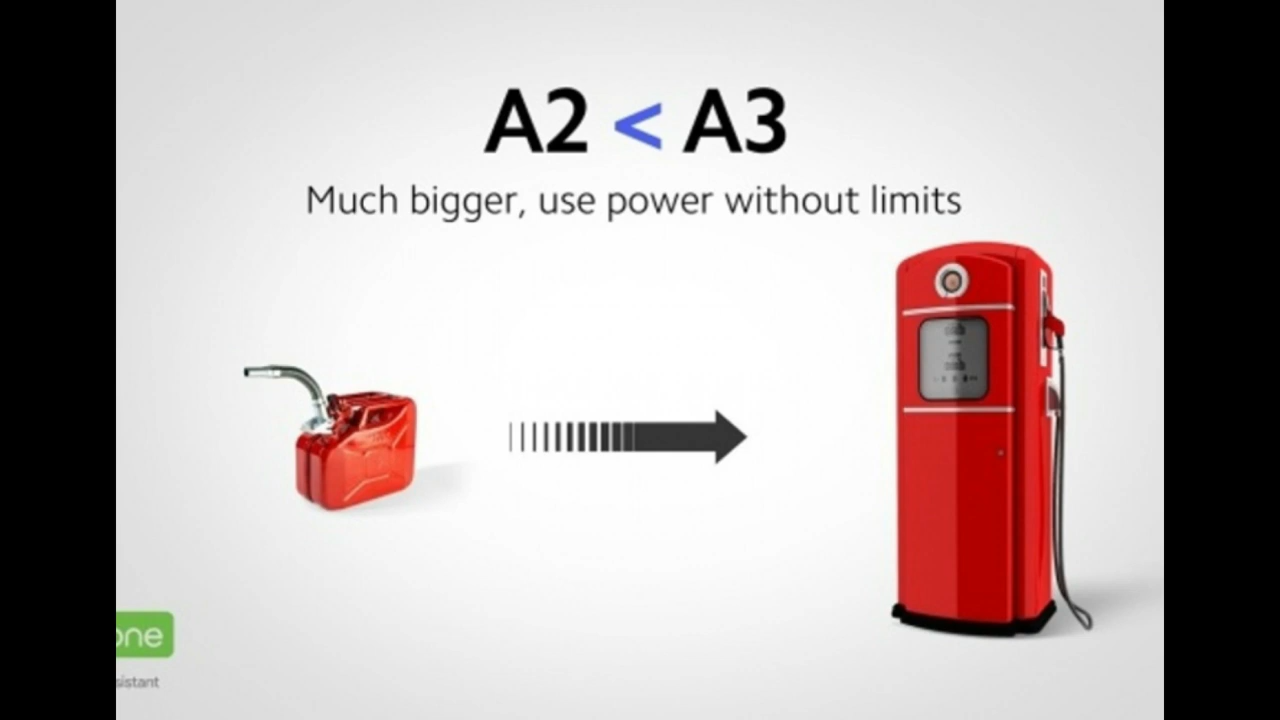 A2 < A3
Much bigger, use power without limits
one
sistant